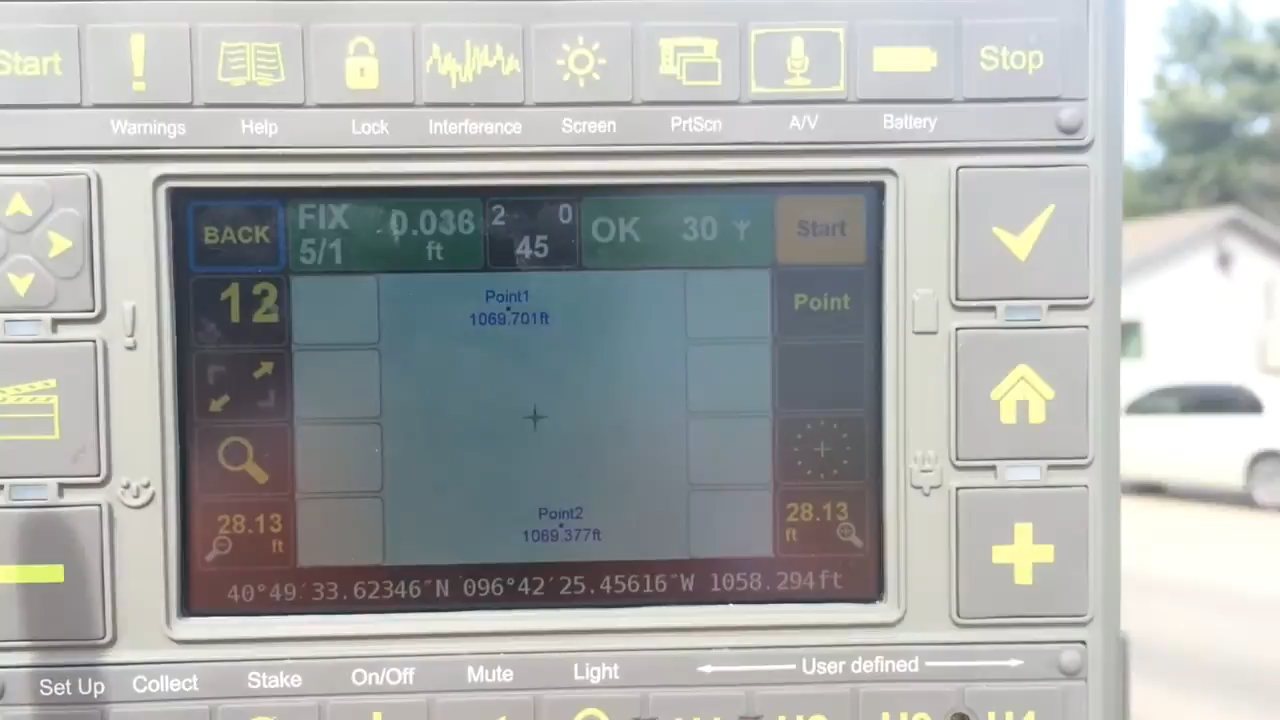 Start
Stop
Warnings Help Lock Interference Screen PrtScn A/V Battery
BACK FIX 5/1 0.036 ft 2 0 45 OK 30 Start
12 Point1 Point
1069.701ft
Point2
28.13 ft 1069.377ft 28.13 ft
40°49'33.62346"N 096°42'25.45616"W 1058.294ft
Set Up Collect Stake On/Off Mute Light User defined